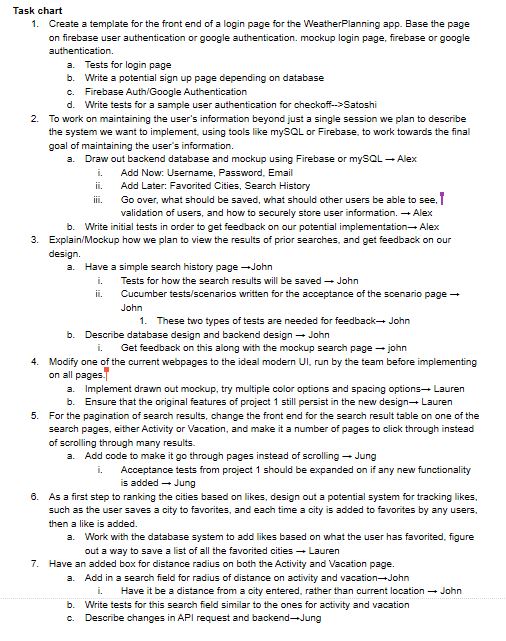 Task chart
1. Create a template for the front end of a login page for the WeatherPlanning app. Base the page
on firebase user authentication or google authentication. mockup login page, firebase or google
authentication.
a. Tests for login page
b. Write a potential sign up page depending on database
c. Firebase Auth/Google Authentication
d. Write tests for a sample user authentication for checkoff-->Satoshi
2. To work on maintaining the user's information beyond just a single session we plan to describe
the system we want to implement, using tools like mySQL or Firebase, to work towards the final
goal of maintaining the user's information.
a. Draw out backend database and mockup using Firebase or mySQL → Alex
i. Add Now: Username, Password, Email
ii. Add Later: Favorited Cities, Search History
iii. Go over, what should be saved, what should other users be able to see,
validation of users, and how to securely store user information. → Alex
b. Write initial tests in order to get feedback on our potential implementation→ Alex
3. Explain/Mockup how we plan to view the results of prior searches, and get feedback on our
design.
a. Have a simple search history page →John
i. Tests for how the search results will be saved → John
ii. Cucumber tests/scenarios written for the acceptance of the scenario page →
John
1. These two types of tests are needed for feedback→ John
b. Describe database design and backend design → John
i. Get feedback on this along with the mockup search page → john
4. Modify one of the current webpages to the ideal modern UI, run by the team before implementing
on all pages.
a. Implement drawn out mockup, try multiple color options and spacing options→ Lauren
b. Ensure that the original features of project 1 still persist in the new design→ Lauren
5. For the pagination of search results, change the front end for the search result table on one of the
search pages, either Activity or Vacation, and make it a number of pages to click through instead
of scrolling through many results.
a. Add code to make it go through pages instead of scrolling → Jung
i. Acceptance tests from project 1 should be expanded on if any new functionality
is added → Jung
6. As a first step to ranking the cities based on likes, design out a potential system for tracking likes,
such as the user saves a city to favorites, and each time a city is added to favorites by any users,
then a like is added.
a. Work with the database system to add likes based on what the user has favorited, figure
out a way to save a list of all the favorited cities → Lauren
7. Have an added box for distance radius on both the Activity and Vacation page.
a. Add in a search field for radius of distance on activity and vacation→John
i. Have it be a distance from a city entered, rather than current location → John
b. Write tests for this search field similar to the ones for activity and vacation
c. Describe changes in API request and backend→Jung